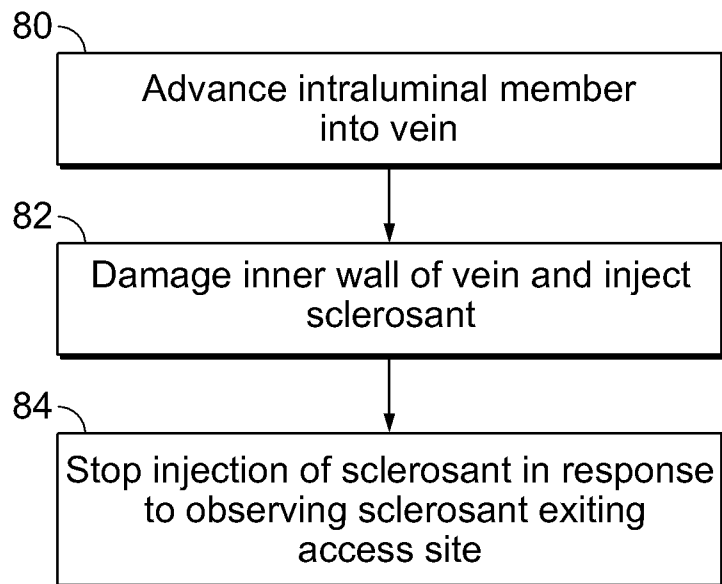 80
Advance intraluminal member
into vein
82
Damage inner wall of vein and inject
sclerosant
84
Stop injection of sclerosant in response
to observing sclerosant exiting
access site